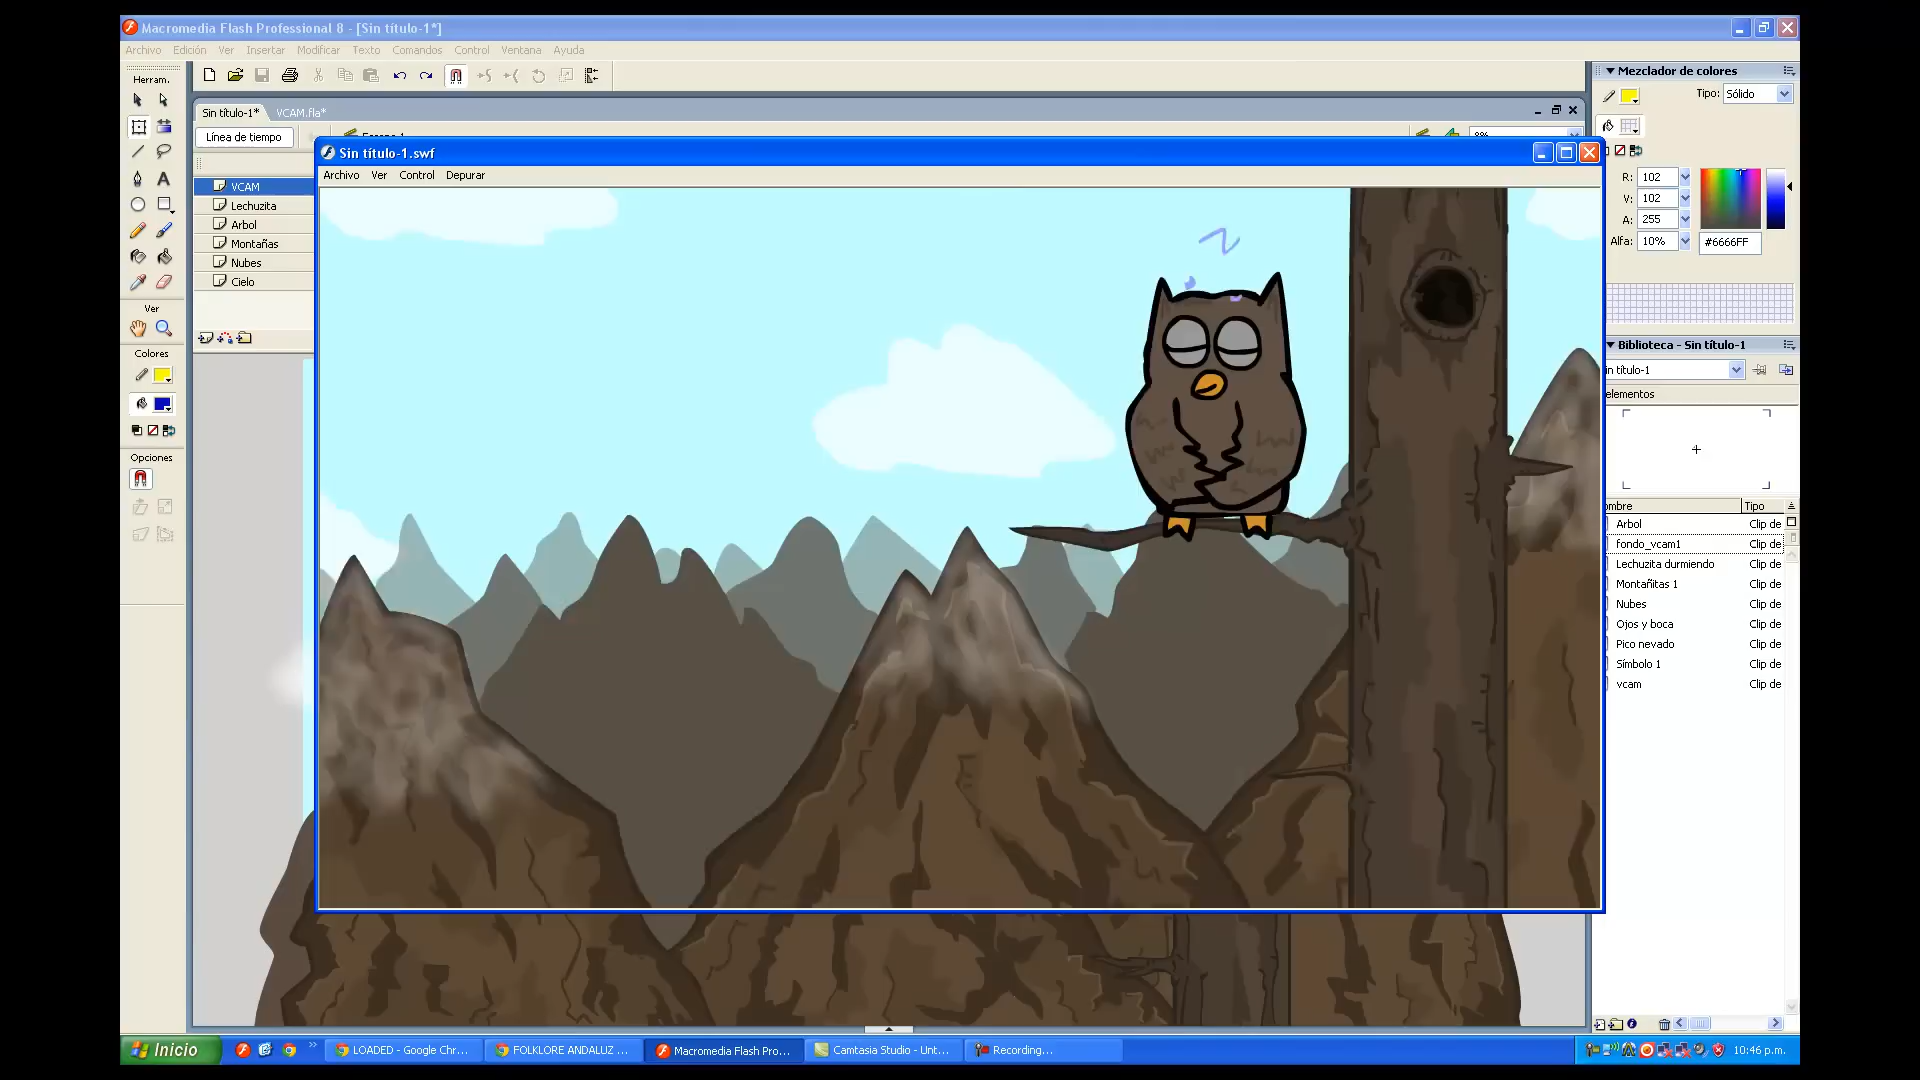 Macromedia Flash Professional 8 - [Sin título-1*]
Archivo Edición Ver Insertar Modificar Texto Comandos Control Ventana Ayuda
Herram.
Sin título-1* VCAM.fla*
Línea de tiempo
Sin título-1.swf
Archivo Ver Control Depurar
VCAM
Lechuzita
Arbol
Montañas
Nubes
Cielo
Ver
Colores
Opciones
Mezclador de colores
Tipo: Sólido
R: 102
V: 102
A: 255
Alfa: 10% #6666FF
Biblioteca - Sin título-1
in título-1
elementos
ombre Tipo
Arbol Clip de
fondo_vcam1 Clip de
Lechuzita durmiendo Clip de
Montañitas 1 Clip de
Nubes Clip de
Ojos y boca Clip de
Pico nevado Clip de
Símbolo 1 Clip de
vcam Clip de
Inicio
LOADED - Google Chr...
FOLKLORE ANDALUZ ...
Macromedia Flash Pro...
Camtasia Studio - Unt...
Recording...
10:46 p.m.